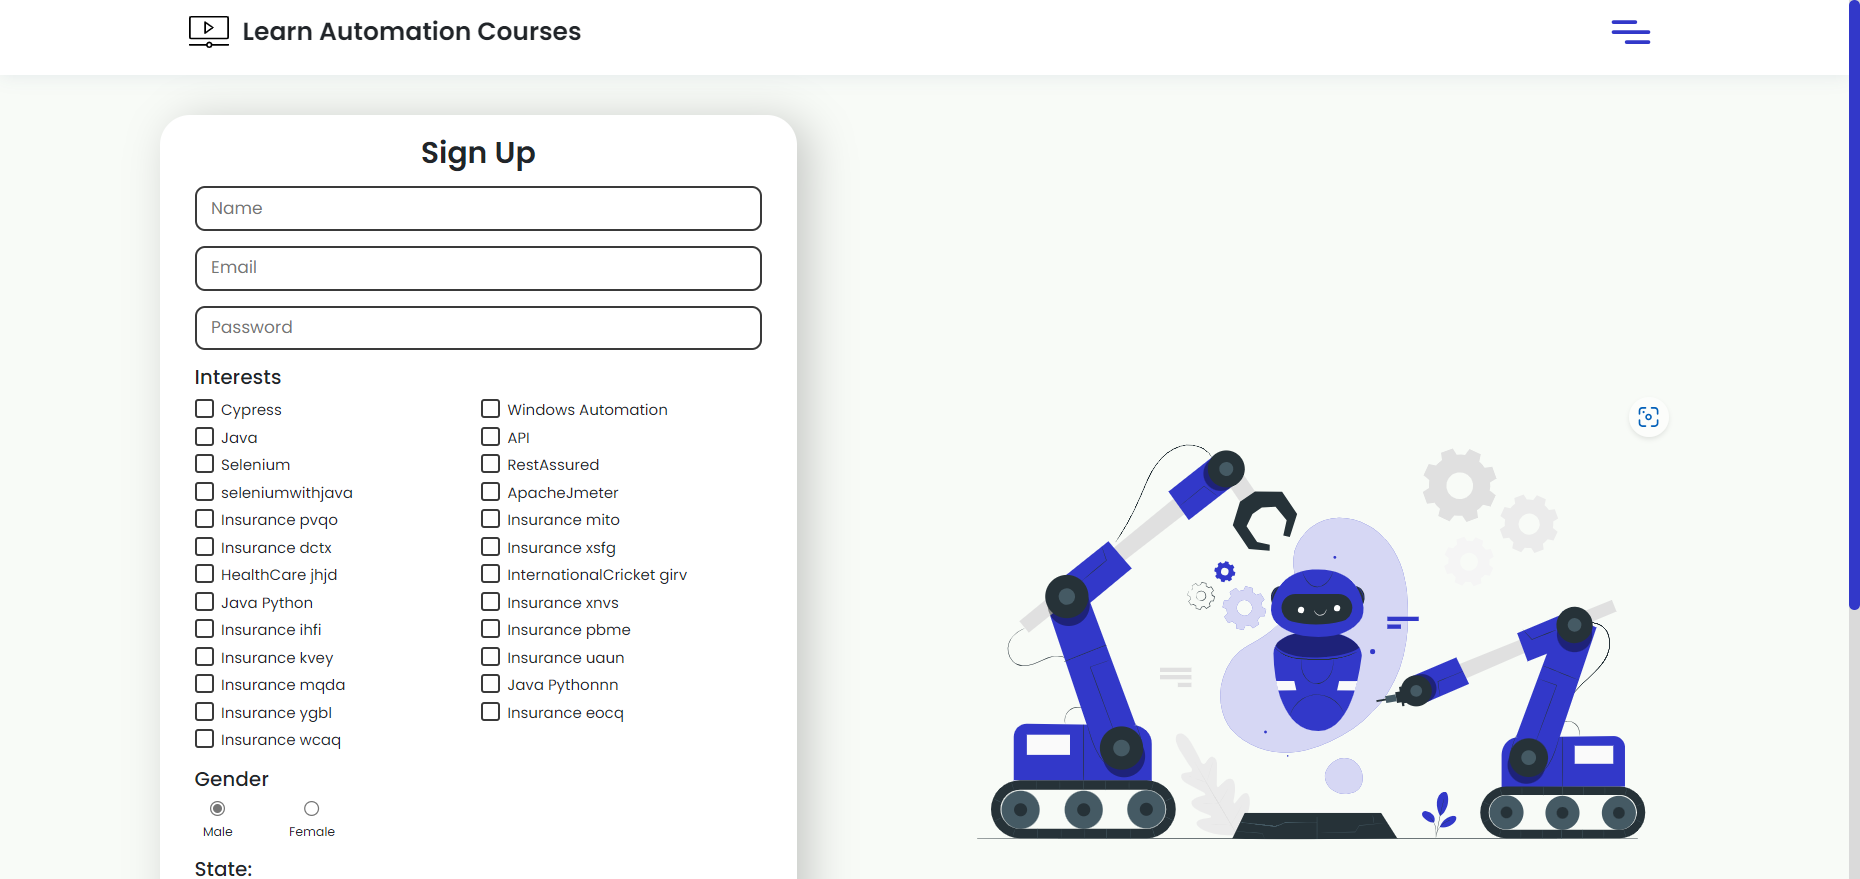 Learn Automation Courses
Sign Up
Name
Email
Password
Interests
Cypress
Windows Automation
Java
API
Selenium
RestAssured
seleniumwithjava
ApacheJmeter
Insurance pvqo
Insurance mito
Insurance dctx
Insurance xsfg
HealthCare jhjd
InternationalCricket girv
Java Python
Insurance xnvs
Insurance ihfi
Insurance pbme
Insurance kvey
Insurance uaun
Insurance mqda
Java Pythonnn
Insurance ygbl
Insurance eocq
Insurance wcaq
Gender
Male
Female
State: